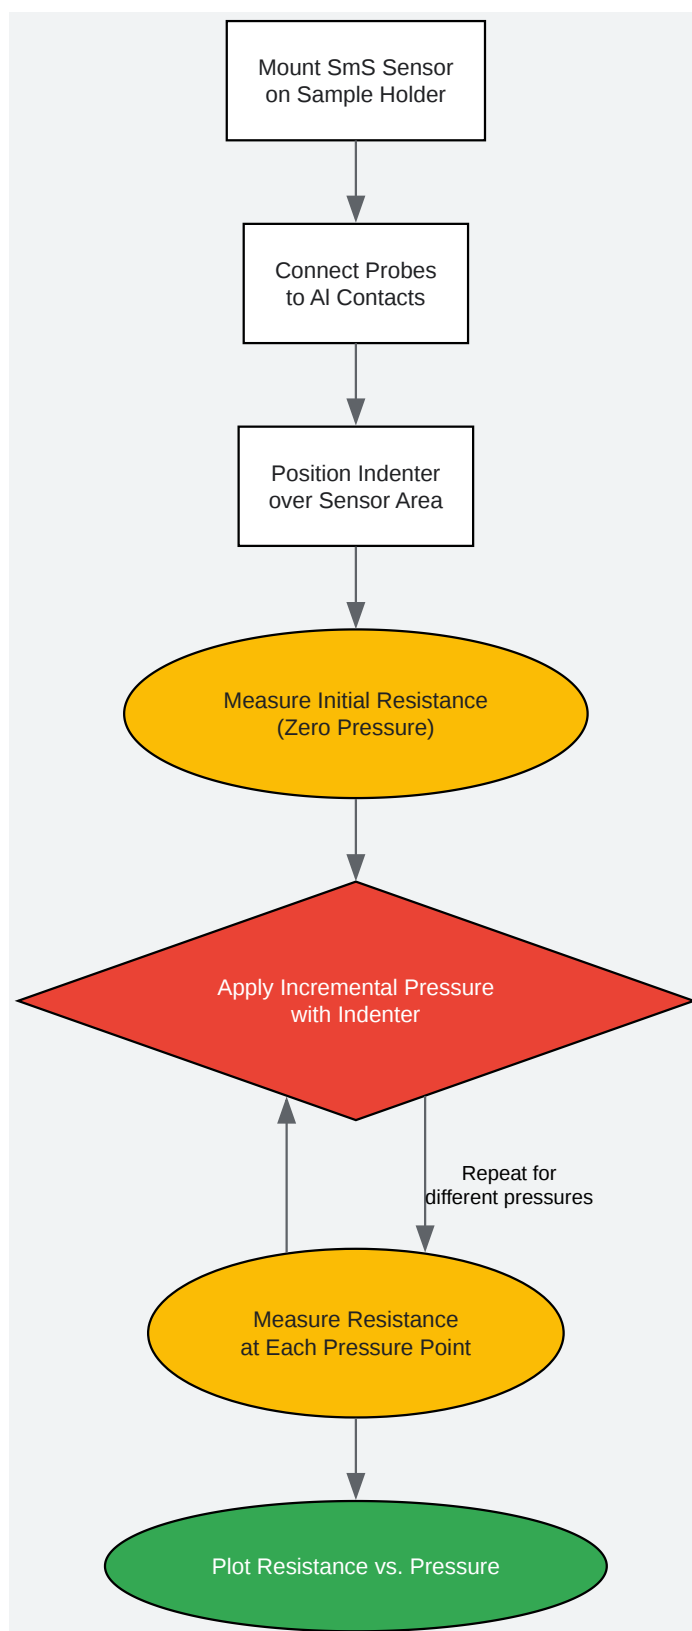 Mount SmS Sensor
on Sample Holder
Connect Probes
to Al Contacts
Position Indenter
over Sensor Area
Measure Initial Resistance
(Zero Pressure)
Apply Incremental Pressure
with Indenter
Repeat for
different pressures
Measure Resistance
at Each Pressure Point
Plot Resistance vs. Pressure